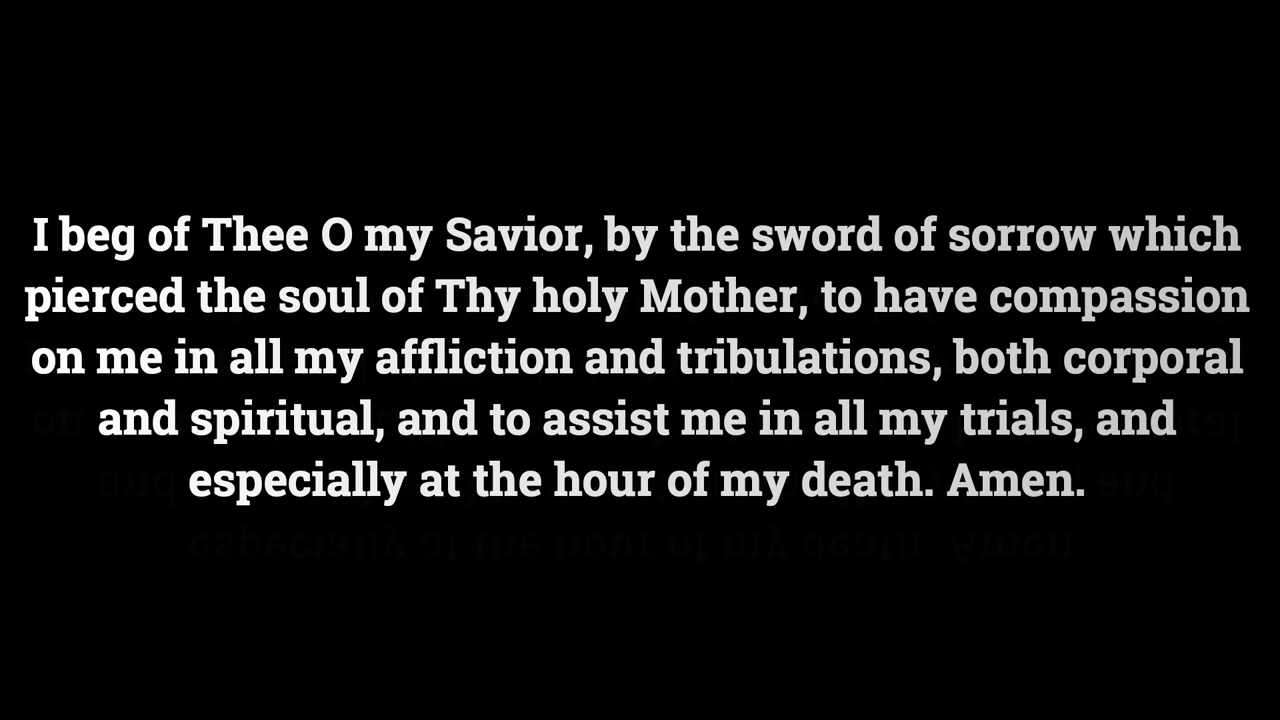 I beg of Thee O my Savior, by the sword of sorrow which
pierced the soul of Thy holy Mother, to have compassion
on me in all my affliction and tribulations, both corporal
and spiritual, and to assist me in all my trials, and
especially at the hour of my death. Amen.